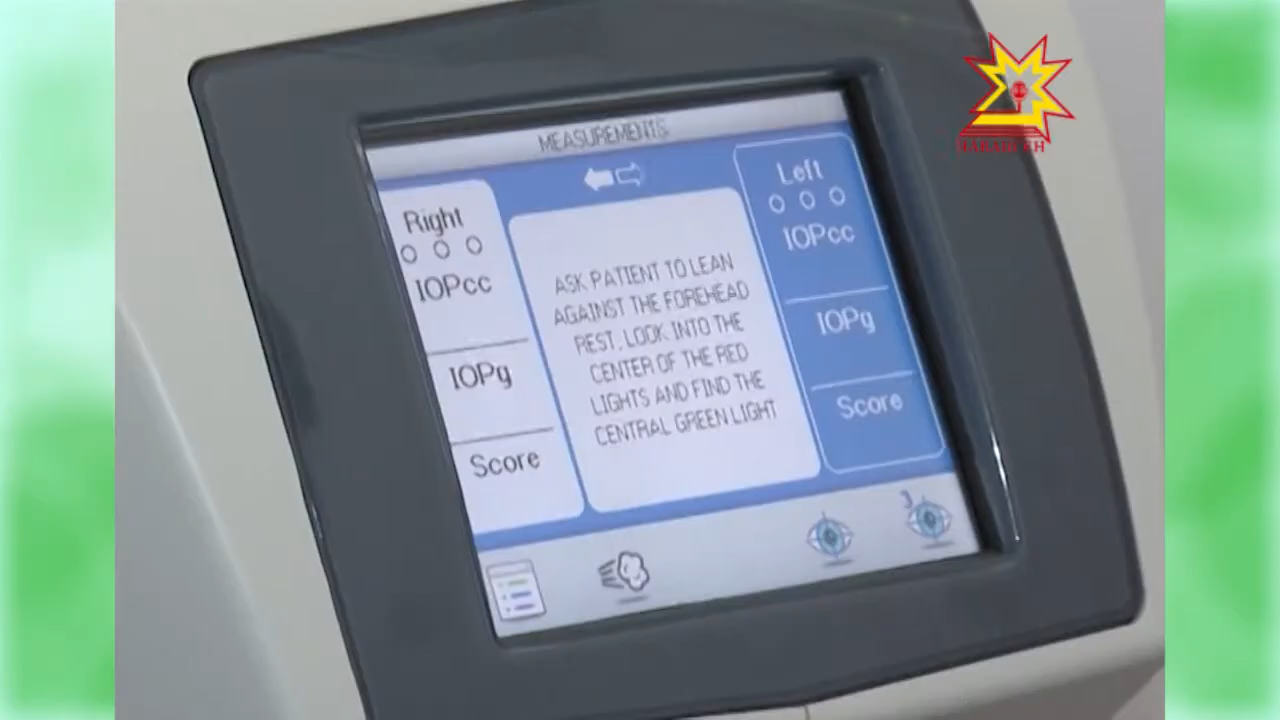 MEASUREMENTS
Right
IOPcc
IOPg
Score
ASK PATIENT TO LEAN
AGAINST THE FOREHEAD
REST, LOOK INTO THE
CENTER OF THE RED
LIGHTS AND FIND THE
CENTRAL GREEN LIGHT
Left
IOPcc
IOPg
Score
3